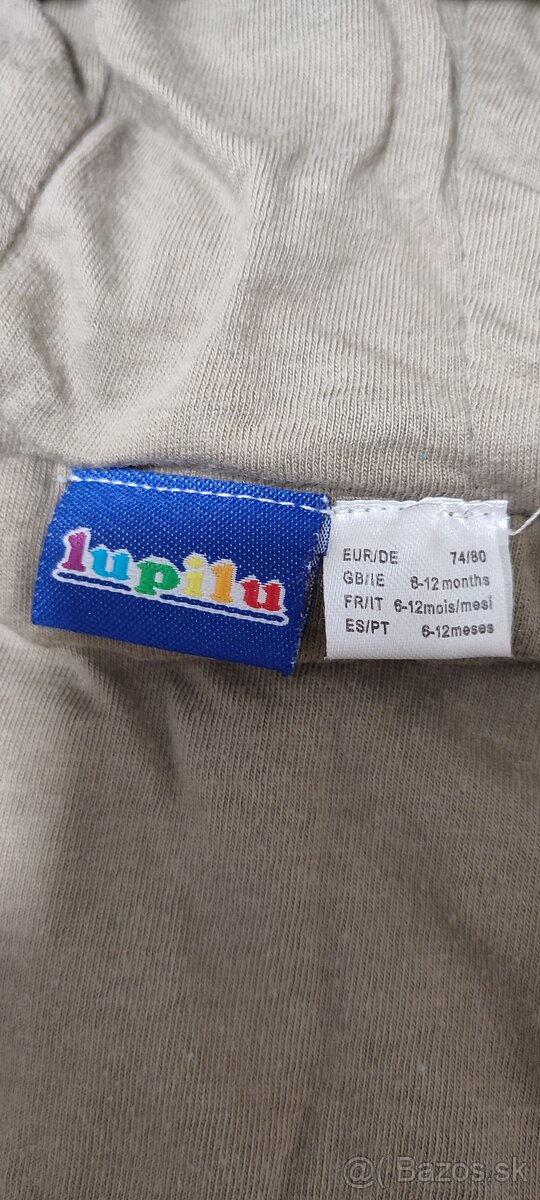 lupilu
EUR/DE 74/80
GB/IE 6-12 months
FR/IT 6-12mois/mesi
ES/PT 6-12meses
@( Bazos.sk